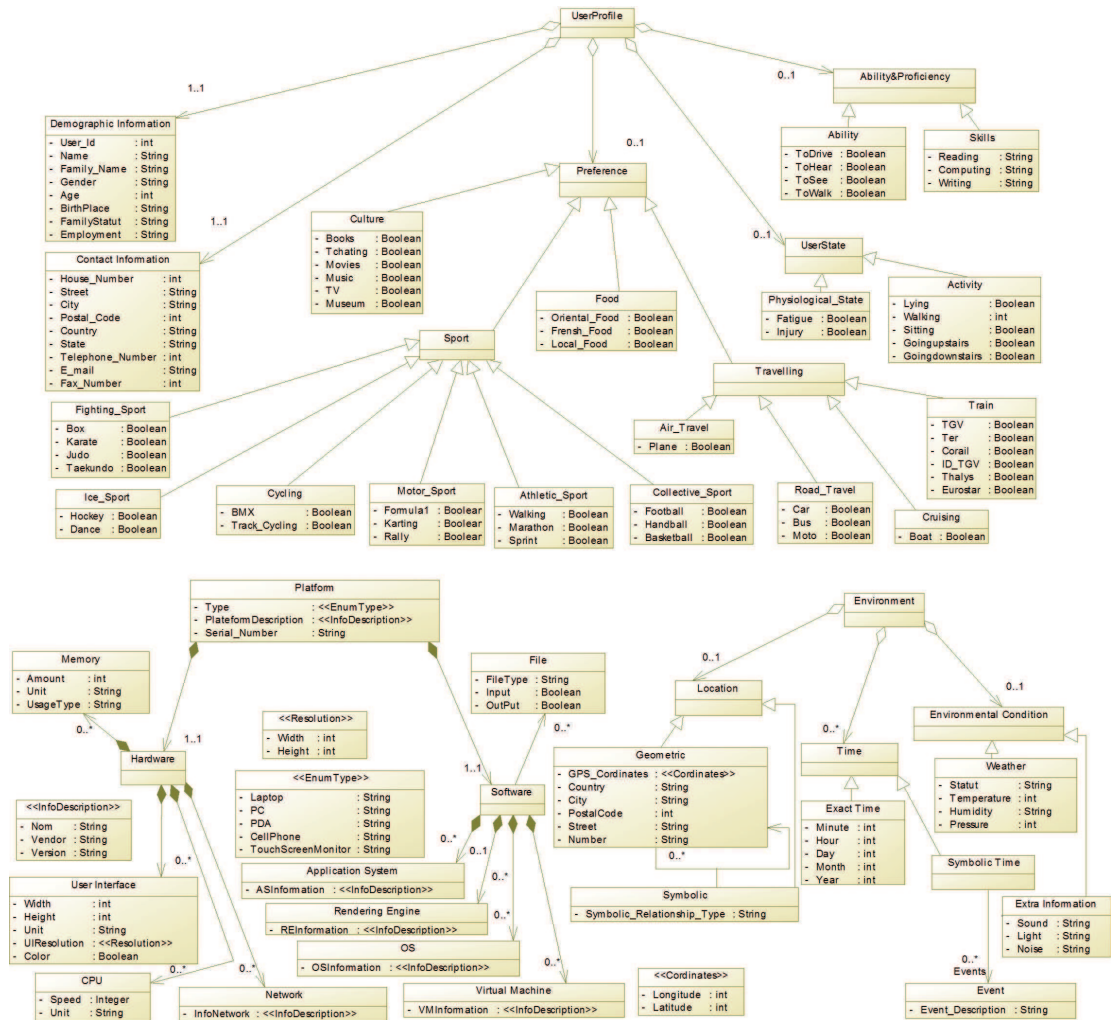 UserProfile
1..1
0..1
Ability&Proficiency
Demographic Information
- User_Id : int
- Name : String
- Family_Name : String
- Gender : String
- Age : int
- BirthPlace : String
- FamilyStatut : String
- Employment : String
0..1
Ability
- ToDrive : Boolean
- ToHear : Boolean
- ToSee : Boolean
- ToWalk : Boolean
Skills
- Reading : String
- Computing : String
- Writing : String
Preference
1..1
Culture
- Books : Boolean
- Tchating : Boolean
- Movies : Boolean
- Music : Boolean
- TV : Boolean
- Museum : Boolean
0..1
UserState
Contact Information
- House_Number : int
- Street : String
- City : String
- Postal_Code : int
- Country : String
- State : String
- Telephone_Number : int
- E_mail : String
- Fax_Number : int
Food
- Oriental_Food : Boolean
- Frensh_Food : Boolean
- Local_Food : Boolean
Physiological_State
- Fatigue : Boolean
- Injury : Boolean
Activity
- Lying : Boolean
- Walking : int
- Sitting : Boolean
- Goingupstairs : Boolean
- Goingdownstairs : Boolean
Sport
Travelling
Fighting_Sport
- Box : Boolean
- Karate : Boolean
- Judo : Boolean
- Taekundo : Boolean
Air_Travel
- Plane : Boolean
Train
- TGV : Boolean
- Ter : Boolean
- Corail : Boolean
- ID_TGV : Boolean
- Thalys : Boolean
- Eurostar : Boolean
Ice_Sport
- Hockey : Boolean
- Dance : Boolean
Cycling
- BMX : Boolean
- Track_Cycling : Boolean
Motor_Sport
- Formula1 : Boolear
- Karting : Boolear
- Rally : Boolear
Athletic_Sport
- Walking : Boolean
- Marathon : Boolean
- Sprint : Boolean
Collective_Sport
- Football : Boolean
- Handball : Boolean
- Basketball : Boolean
Road_Travel
- Car : Boolean
- Bus : Boolean
- Moto : Boolean
Cruising
- Boat : Boolean
Platform
- Type : <<EnumType>>
- PlateformDescription : <<InfoDescription>>
- Serial_Number : String
Environment
Memory
- Amount : int
- Unit : String
- UsageType : String
File
- FileType : String
- Input : Boolean
- OutPut : Boolean
0..1
Location
0..1
Environmental Condition
0..*
1..1
Hardware
<<Resolution>>
- Width : int
- Height : int
0..*
1..1
Software
0..*
Time
Geometric
- GPS_Cordinates : <<Cordinates>>
- Country : String
- City : String
- PostalCode : int
- Street : String
- Number : String
Weather
- Statut : String
- Temperature : int
- Humidity : String
- Pressure : int
<<EnumType>>
- Laptop : String
- PC : String
- PDA : String
- CellPhone : String
- TouchScreenMonitor : String
<<InfoDescription>>
- Nom : String
- Vendor : String
- Version : String
Exact Time
- Minute : int
- Hour : int
- Day : int
- Month : int
- Year : int
0..*
0..1
0..*
0..*
Symbolic Time
0..*
Application System
- ASInformation : <<InfoDescription>>
User Interface
- Width : int
- Height : int
- Unit : String
- UIResolution : <<Resolution>>
- Color : Boolean
Symbolic
- Symbolic_Relationship_Type : String
Rendering Engine
- REInformation : <<InfoDescription>>
0..*
Extra Information
- Sound : String
- Light : String
- Noise : String
OS
- OSInformation : <<InfoDescription>>
0..*
0..*
0..*
0..*
Events
CPU
- Speed : Integer
- Unit : String
Network
- InfoNetwork : <<InfoDescription>>
Virtual Machine
- VMInformation : <<InfoDescription>>
<<Cordinates>>
- Longitude : int
- Latitude : int
Event
- Event_Description : String